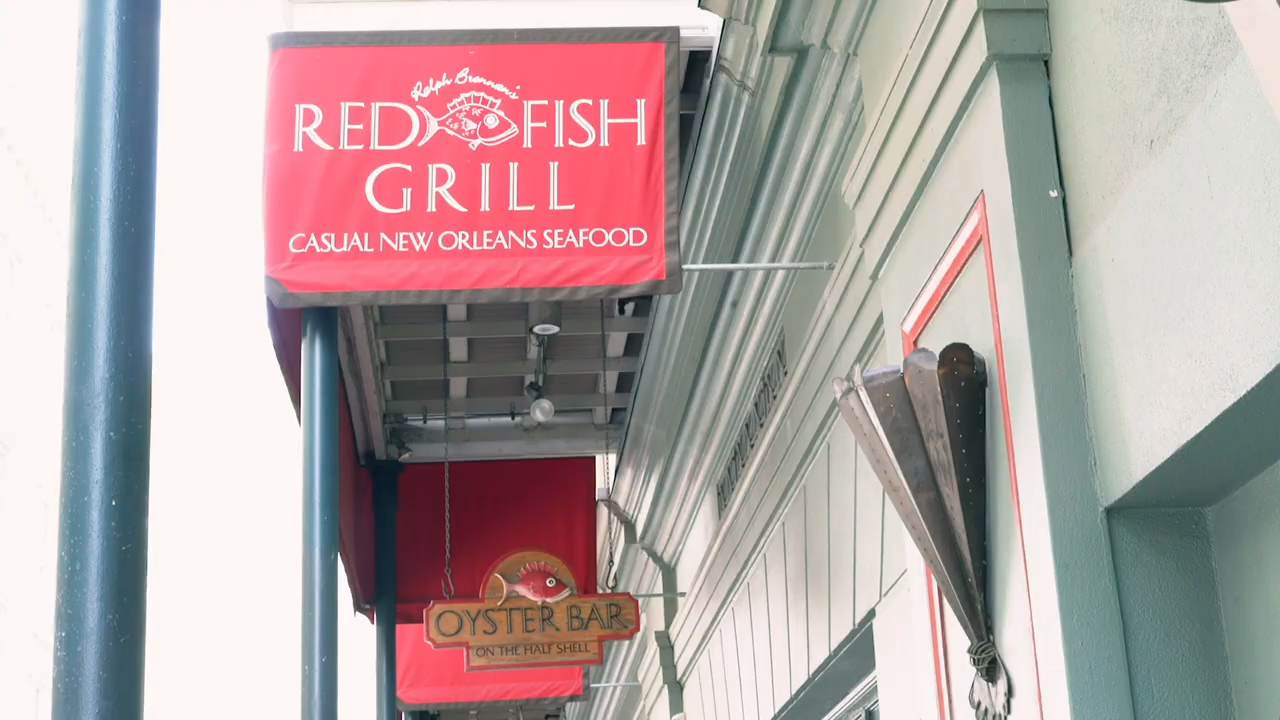 Ralph Brennan's
RED FISH
GRILL
CASUAL NEW ORLEANS SEAFOOD
OYSTER BAR
ON THE HALF SHELL